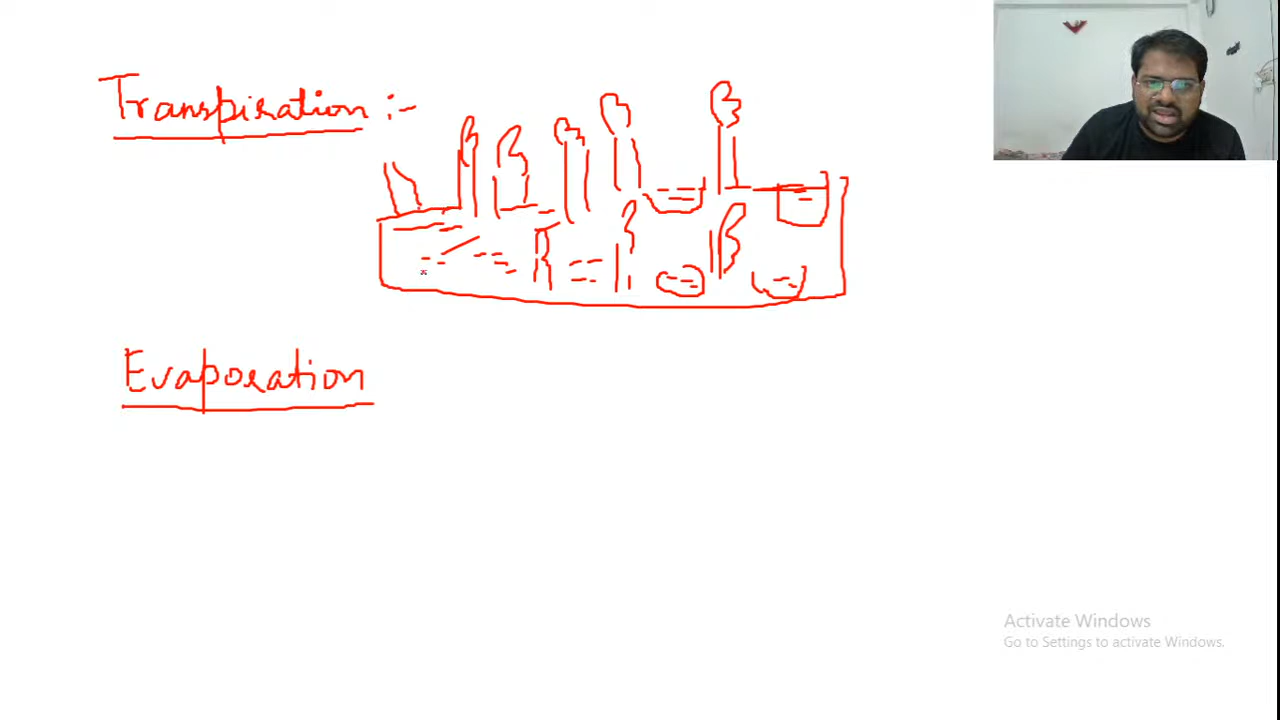 Transpiration :-
Evaporation
Activate Windows
Go to Settings to activate Windows.